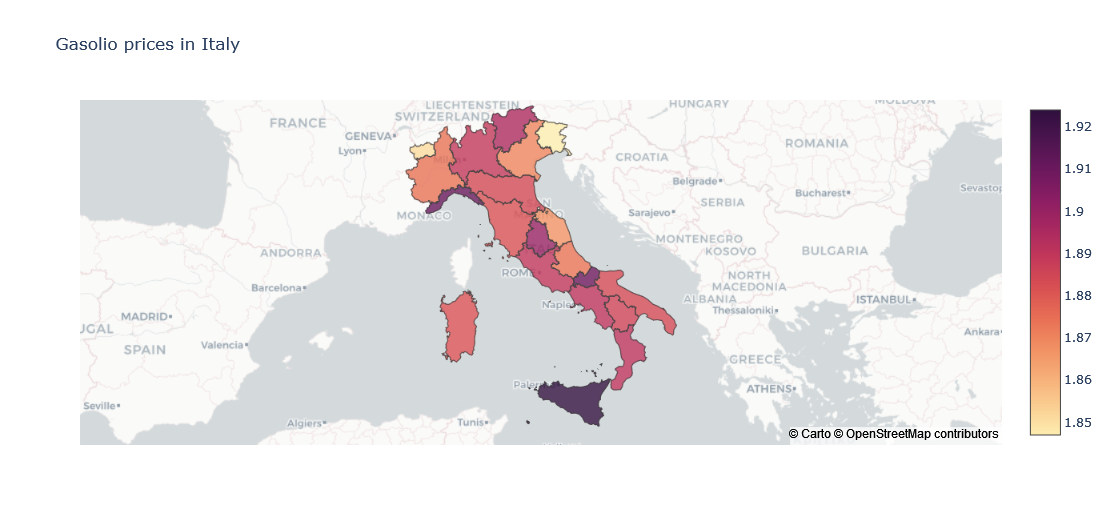 Gasolio prices in Italy
LIECHTENSTEIN
HUNGARY
MOLDOVA
SWITZERLAND
FRANCE
GENEVA
ROMANIA
Lyon
CROATIA
Belgrade
Bucharest
Sevastop
SERBIA
SAN
MONACO
Sarajevo
MONTENEGRO
ANDORRA
KOSOVO
BULGARIA
ROME
NORTH
MACEDONIA
Barcelona
ALBANIA
ISTANBUL
Naples
Thessaloniki
MADRID
UGAL
Ankara
SPAIN
Valencia
GREECE
Palermo
ATHENS
Seville
Algiers
Tunis
© Carto © OpenStreetMap contributors
1.92
1.91
1.9
1.89
1.88
1.87
1.86
1.85